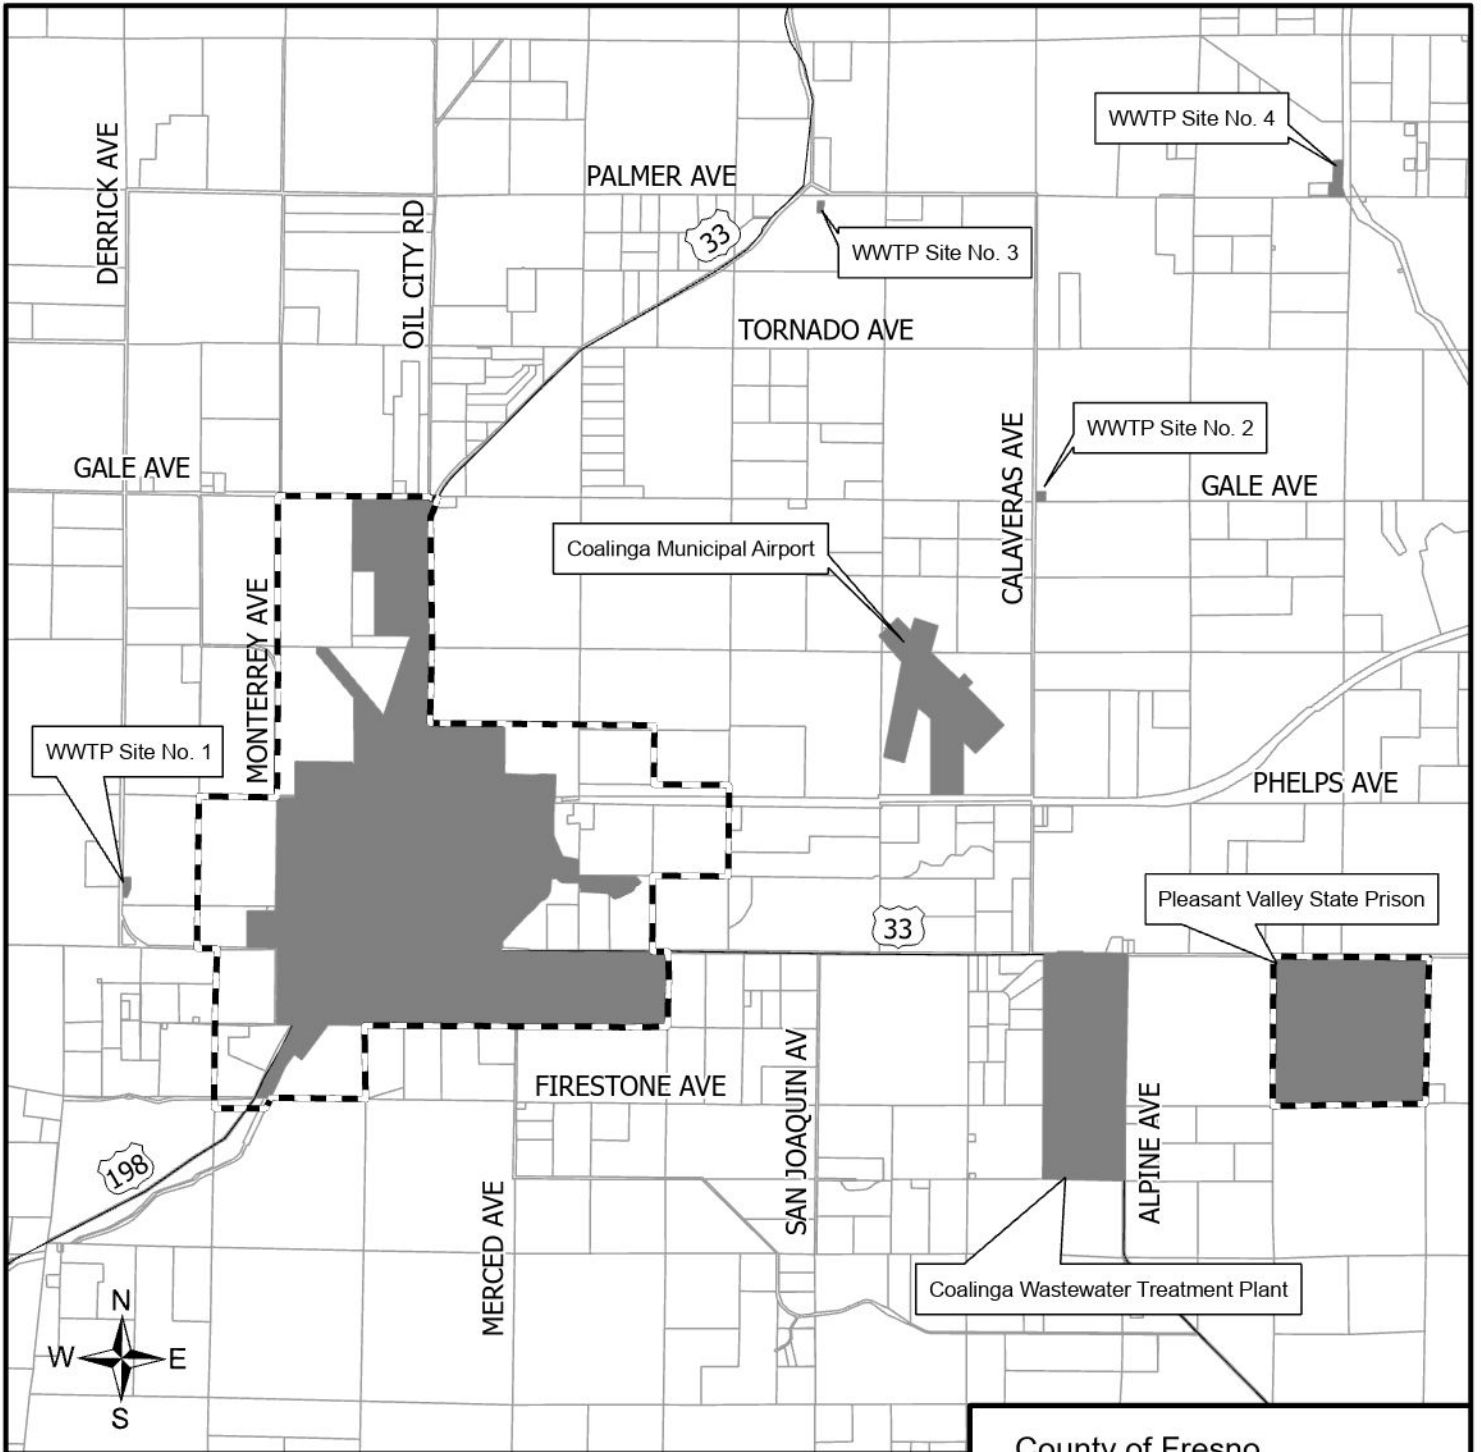 WWTP Site No. 4
DERRICK AVE
PALMER AVE
OIL CITY RD
33
WWTP Site No. 3
TORNADO AVE
CALAVERAS AVE
WWTP Site No. 2
GALE AVE
GALE AVE
Coalinga Municipal Airport
MONTERREY AVE
WWTP Site No. 1
PHELPS AVE
Pleasant Valley State Prison
33
SAN JOAQUIN AV
FIRESTONE AVE
ALPINE AVE
198
MERCED AVE
Coalinga Wastewater Treatment Plant
N
W E
S
County of Fresno